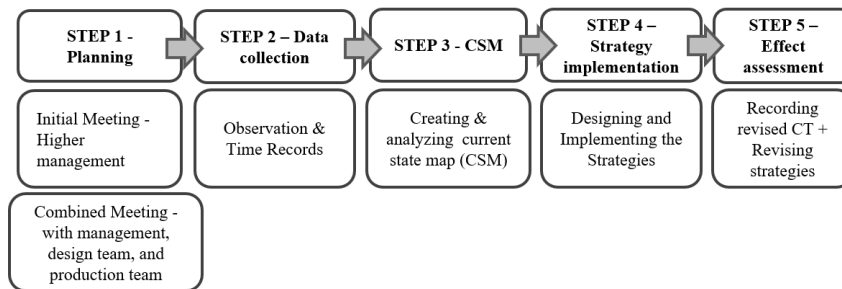 STEP 1 -
Planning
STEP 2 – Data
collection
STEP 3 - CSM
STEP 4 –
Strategy
implementation
STEP 5 –
Effect
assessment
Initial Meeting -
Higher
management
Observation &
Time Records
Creating &
analyzing current
state map (CSM)
Designing and
Implementing the
Strategies
Recording
revised CT +
Revising
strategies
Combined Meeting -
with management,
design team, and
production team